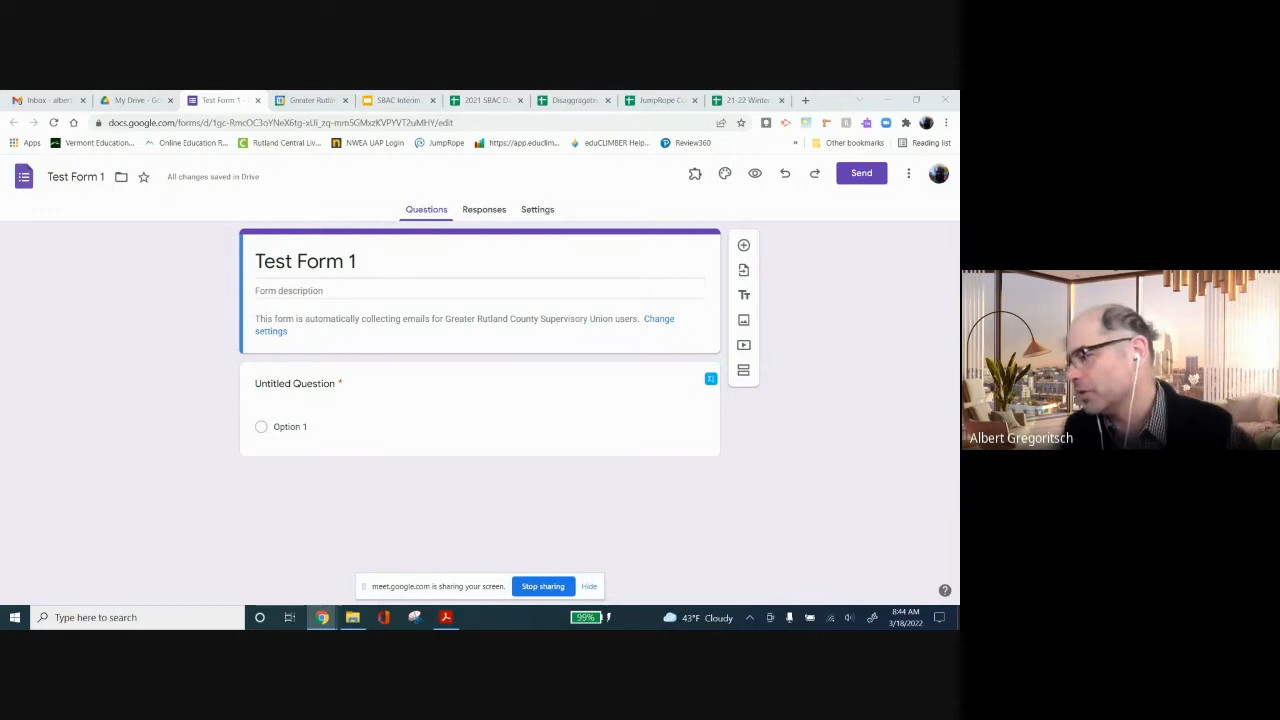 Inbox - albert
My Drive - Go
Test Form 1 -
Greater Rutla
SBAC Interim
2021 SBAC D
Disaggragate
JumpRope Co
21-22 Winter
docs.google.com/forms/d/1gc-RmcOC3oYNeX6tg-xUi_zq-mm5GMxzKVPYVT2uMHY/edit
Apps
Vermont Education...
Online Education R...
Rutland Central Liv...
NWEA UAP Login
JumpRope
https://app.educlim...
eduCLIMBER Help...
Review360
»
Other bookmarks
Reading list
Test Form 1
All changes saved in Drive
Send
Questions
Responses
Settings
Test Form 1
Form description
This form is automatically collecting emails for Greater Rutland County Supervisory Union users. Change
settings
Untitled Question *
Option 1
Albert Gregoritsch
meet.google.com is sharing your screen.
Stop sharing
Hide
Type here to search
99%
43°F Cloudy
8:44 AM
3/18/2022